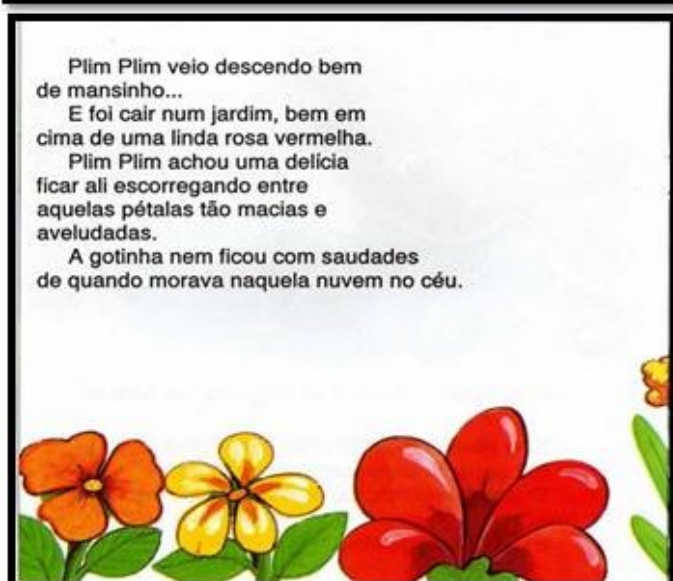 Plim Plim veio descendo bem
de mansinho...
E foi cair num jardim, bem em
cima de uma linda rosa vermelha.
Plim Plim achou uma delícia
ficar ali escorregando entre
aquelas pétalas tão macias e
aveludadas.
A gotinha nem ficou com saudades
de quando morava naquela nuvem no céu.